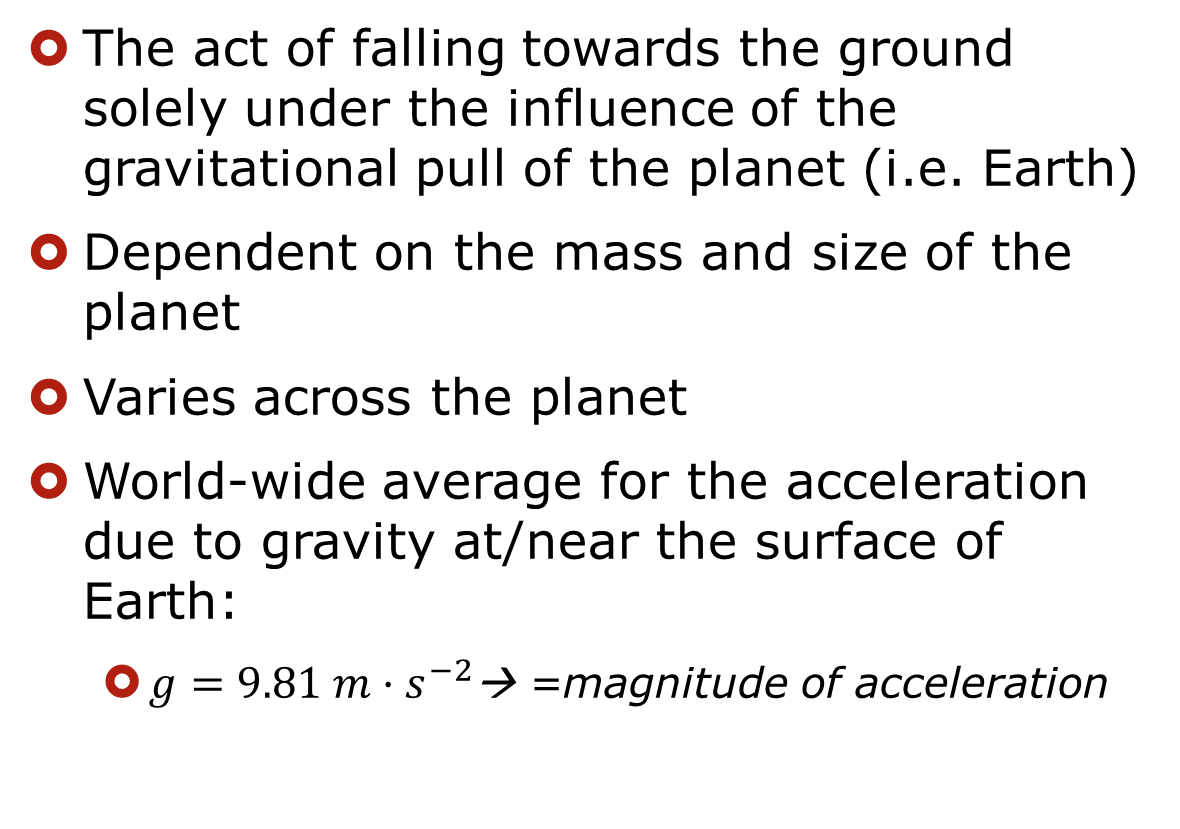 The act of falling towards the ground
solely under the influence of the
gravitational pull of the planet (i.e. Earth)
Dependent on the mass and size of the
planet
Varies across the planet
World-wide average for the acceleration
due to gravity at/near the surface of
Earth:
g = 9.81 m · s⁻² → =magnitude of acceleration